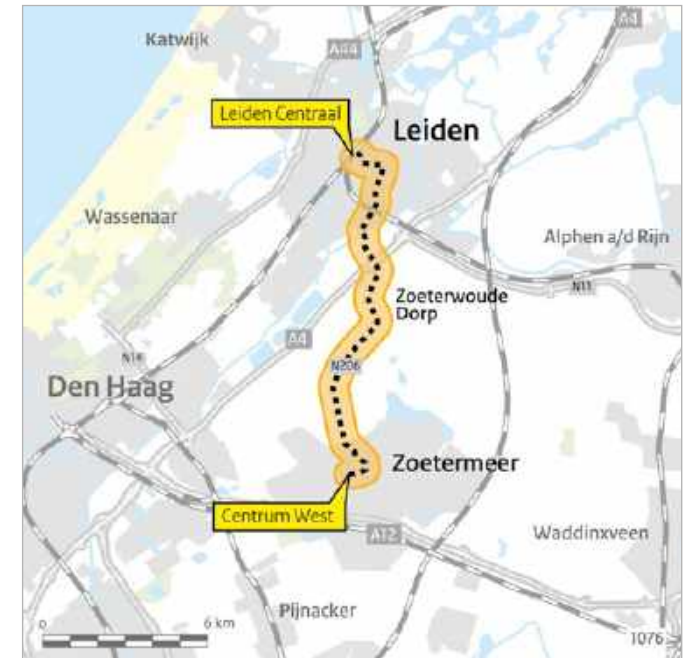 Katwijk
A44
A4
Leiden Centraal
Leiden
Wassenaar
Alphen a/d Rijn
N11
Zoeterwoude
Dorp
A4
N14
N206
Den Haag
Zoetermeer
Centrum West
A12
Waddinxveen
Pijnacker
0 6 km
1076